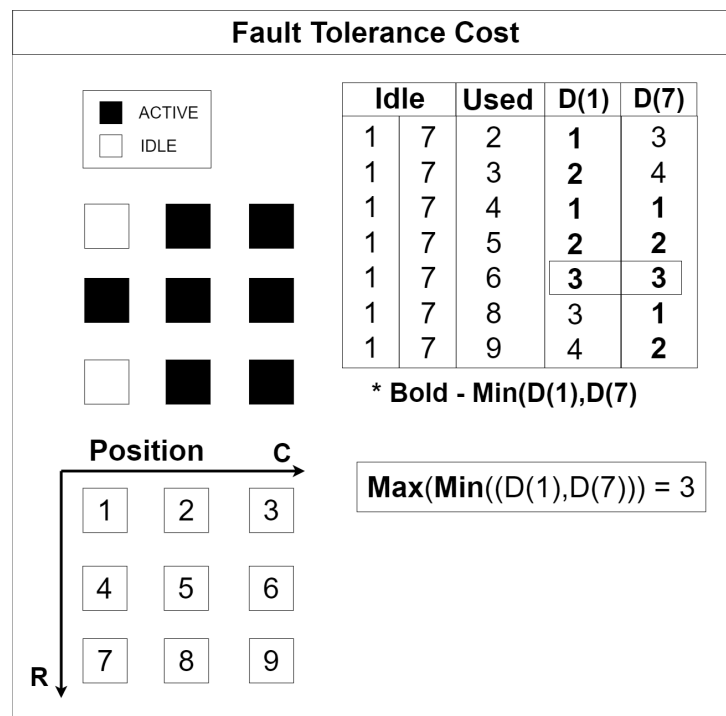 Fault Tolerance Cost
ACTIVE
IDLE
Idle Used D(1) D(7)
1 7 2 1 3
1 7 3 2 4
1 7 4 1 1
1 7 5 2 2
1 7 6 3 3
1 7 8 3 1
1 7 9 4 2
* Bold - Min(D(1),D(7)
Position C
1 2 3
4 5 6
7 8 9
R
Max(Min((D(1),D(7))) = 3